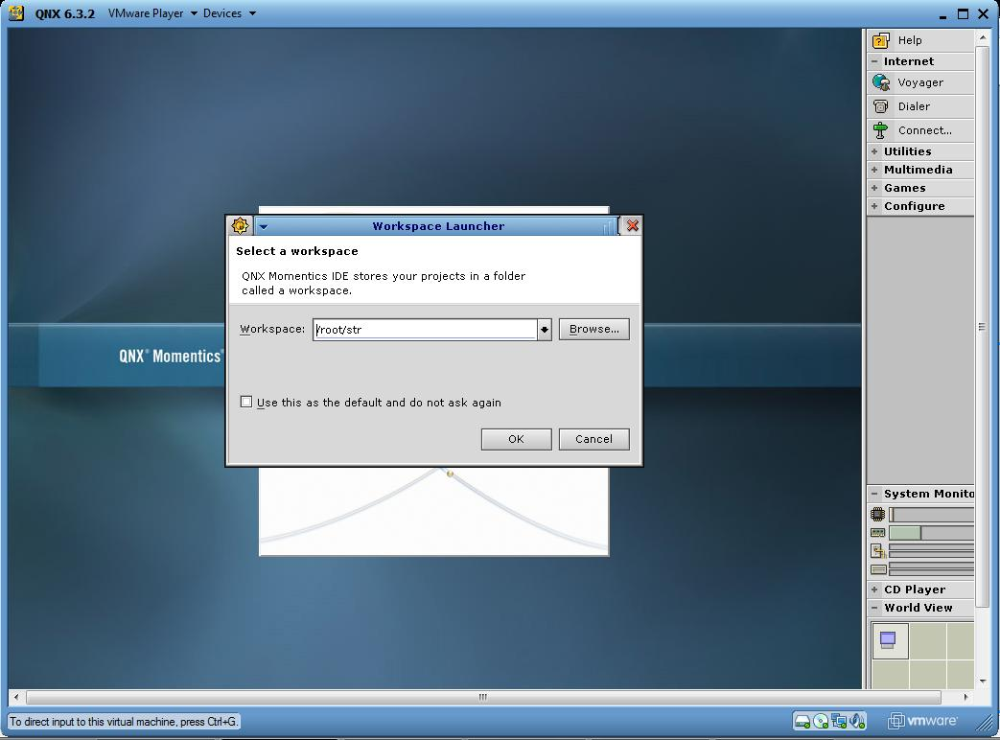 QNX 6.3.2 VMware Player Devices
Help
Internet
Voyager
Dialer
Connect...
Utilities
Multimedia
Games
Configure
Workspace Launcher
Select a workspace
QNX Momentics IDE stores your projects in a folder
called a workspace.
Workspace: /root/str Browse...
QNX® Momentics®
Use this as the default and do not ask again
OK Cancel
System Monito
CD Player
World View
To direct input to this virtual machine, press Ctrl+G.
vmware